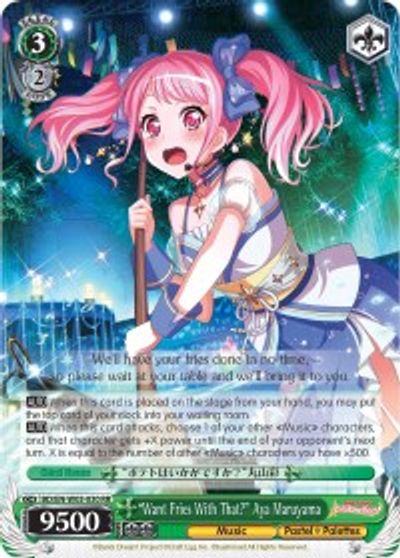 3
2
We'll have your fries done in no time,
so please wait at your table and we'll bring it to you.
When this card is placed on the stage from your hand, you may put
the top card of your clock into your waiting room.
When this card attacks, choose 1 of your other «Music» characters,
and that character gets +X power until the end of your opponent's next
turn. X is equal to the number of other «Music» characters you have ×500.
9500
"Want Fries With That?" Aya Maruyama
Music
Pastel*Palettes